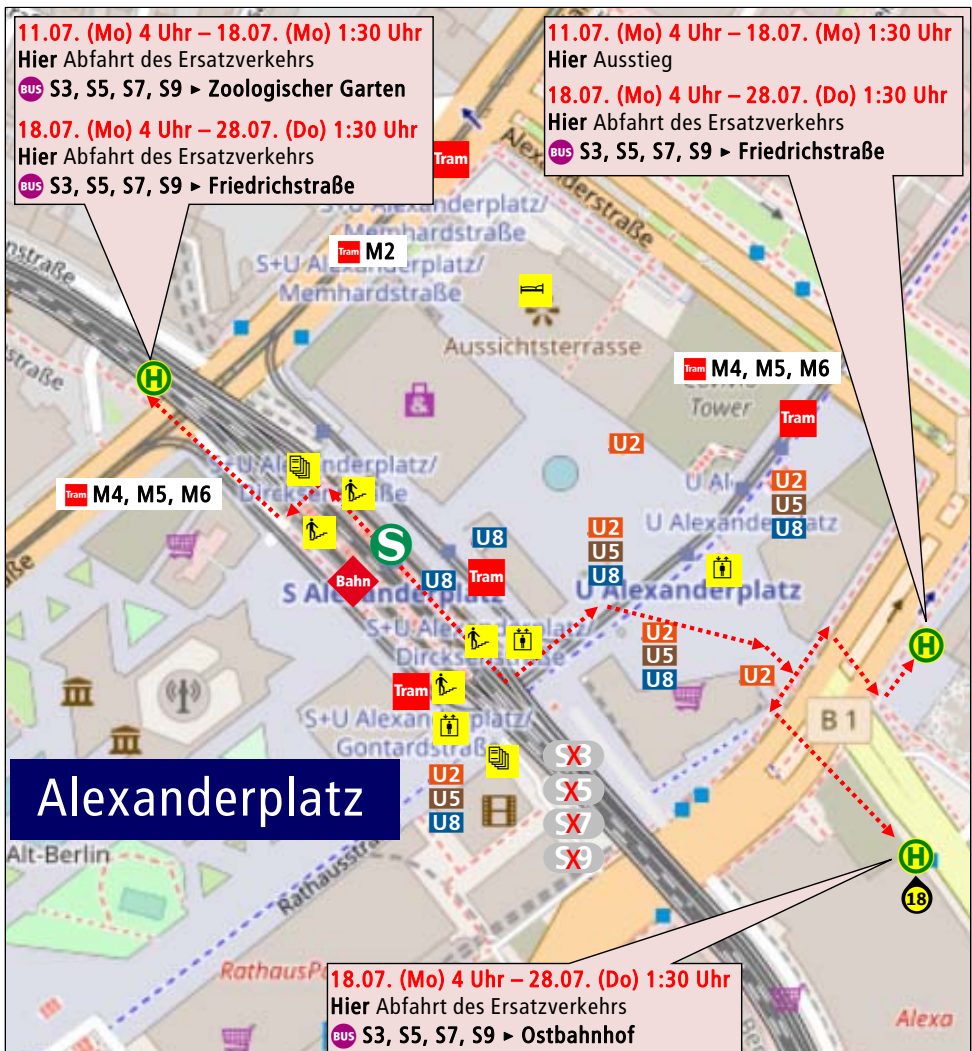 11.07. (Mo) 4 Uhr – 18.07. (Mo) 1:30 Uhr
Hier Abfahrt des Ersatzverkehrs
BUS S3, S5, S7, S9 ▸ Zoologischer Garten
18.07. (Mo) 4 Uhr – 28.07. (Do) 1:30 Uhr
Hier Abfahrt des Ersatzverkehrs
BUS S3, S5, S7, S9 ▸ Friedrichstraße
11.07. (Mo) 4 Uhr – 18.07. (Mo) 1:30 Uhr
Hier Ausstieg
18.07. (Mo) 4 Uhr – 28.07. (Do) 1:30 Uhr
Hier Abfahrt des Ersatzverkehrs
BUS S3, S5, S7, S9 ▸ Friedrichstraße
Tram
S+U Alexanderplatz/
Memhardstraße
Tram M2
S+U Alexanderplatz/
Memhardstraße
Aussichtsterrasse
Tram M4, M5, M6
Tower
Tram
H
U2
Tram M4, M5, M6
S+U Alexanderplatz/
Dircksenstraße
U2
U5
U8
U Alexanderplatz
U2
U5
U8
S
U8
U8
Tram
Bahn
S Alexanderplatz
U Alexanderplatz
S+U Alexanderplatz/
Dircksenstraße
U2
U5
U8
U2
H
Tram
S+U Alexanderplatz/
Gontardstraße
B 1
U2
U5
U8
S3
S5
S7
S9
Alexanderplatz
Alt-Berlin
H
18
18.07. (Mo) 4 Uhr – 28.07. (Do) 1:30 Uhr
Hier Abfahrt des Ersatzverkehrs
BUS S3, S5, S7, S9 ▸ Ostbahnhof
Alexa